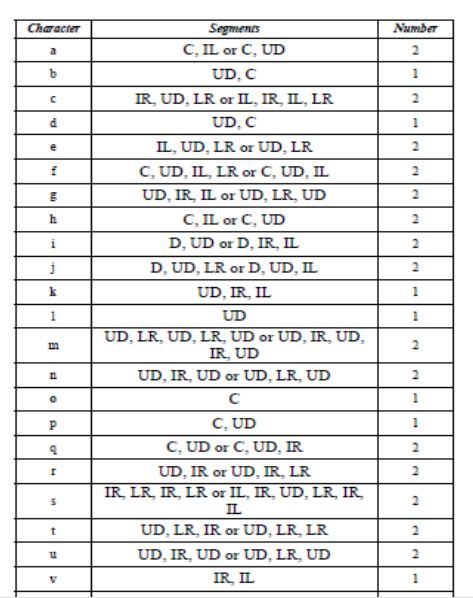 Character Segments Number
a C, IL or C, UD 2
b UD, C 1
c IR, UD, LR or IL, IR, IL, LR 2
d UD, C 1
e IL, UD, LR or UD, LR 2
f C, UD, IL, LR or C, UD, IL 2
g UD, IR, IL or UD, LR, UD 2
h C, IL or C, UD 2
i D, UD or D, IR, IL 2
j D, UD, LR or D, UD, IL 2
k UD, IR, IL 1
l UD 1
m UD, LR, UD, LR, UD or UD, IR, UD, 2
IR, UD
n UD, IR, UD or UD, LR, UD 2
o C 1
p C, UD 1
q C, UD or C, UD, IR 2
r UD, IR or UD, IR, LR 2
s IR, LR, IR, LR or IL, IR, UD, LR, IR, 2
IL
t UD, LR, IR or UD, LR, LR 2
u UD, IR, UD or UD, LR, UD 2
v IR, IL 1